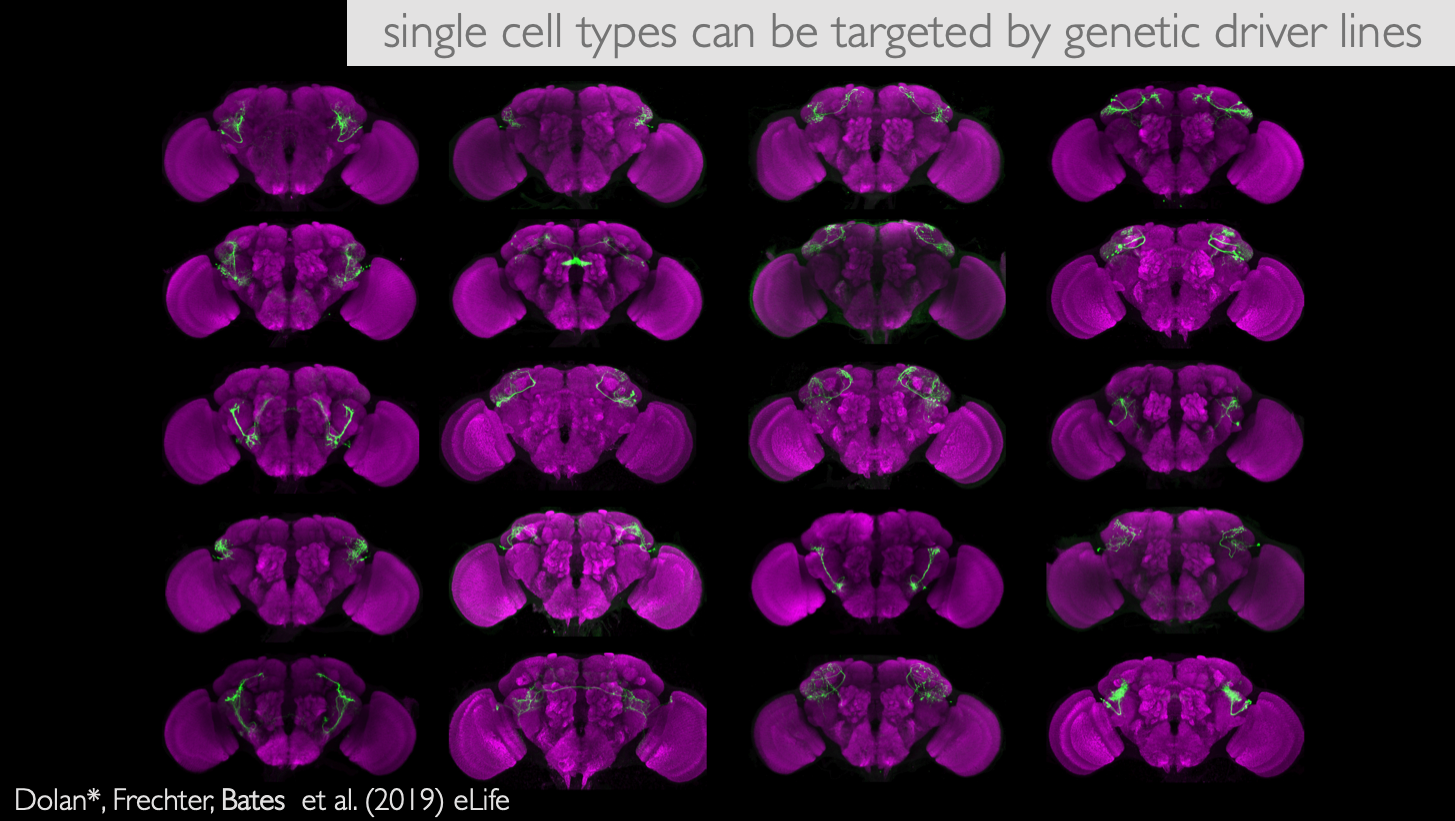 single cell types can be targeted by genetic driver lines
Dolan*, Frechter, Bates et al. (2019) eLife